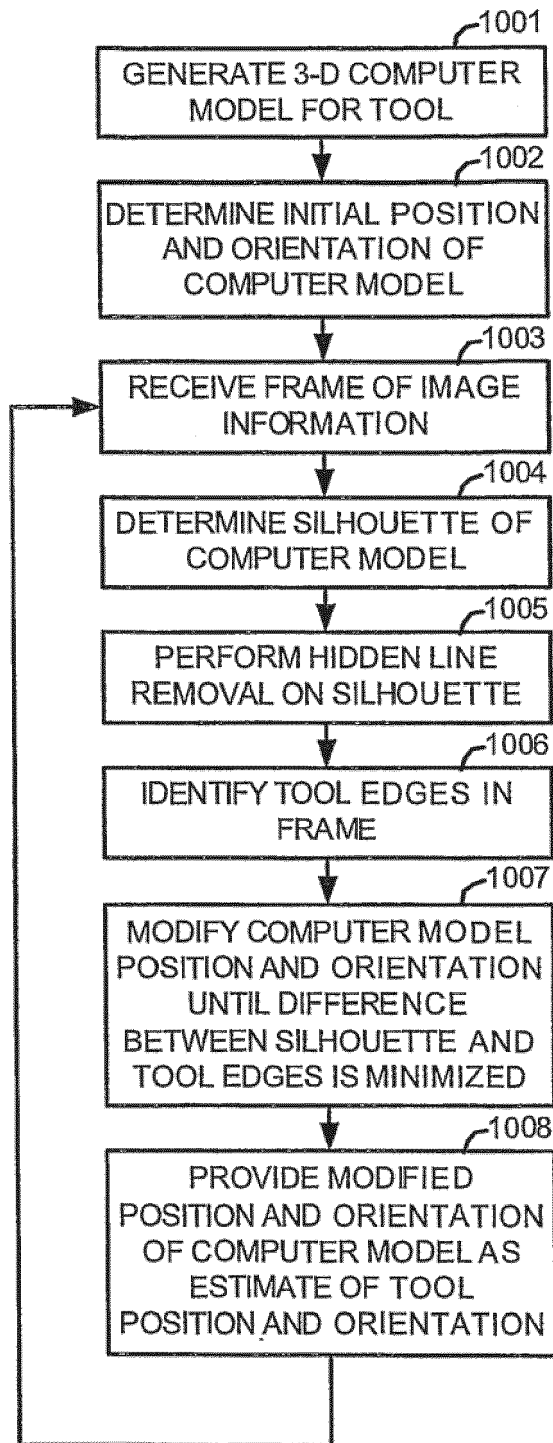 1001
GENERATE 3-D COMPUTER
MODEL FOR TOOL
1002
DETERMINE INITIAL POSITION
AND ORIENTATION OF
COMPUTER MODEL
1003
RECEIVE FRAME OF IMAGE
INFORMATION
1004
DETERMINE SILHOUETTE OF
COMPUTER MODEL
1005
PERFORM HIDDEN LINE
REMOVAL ON SILHOUETTE
1006
IDENTIFY TOOL EDGES IN
FRAME
1007
MODIFY COMPUTER MODEL
POSITION AND ORIENTATION
UNTIL DIFFERENCE
BETWEEN SILHOUETTE AND
TOOL EDGES IS MINIMIZED
1008
PROVIDE MODIFIED
POSITION AND ORIENTATION
OF COMPUTER MODEL AS
ESTIMATE OF TOOL
POSITION AND ORIENTATION